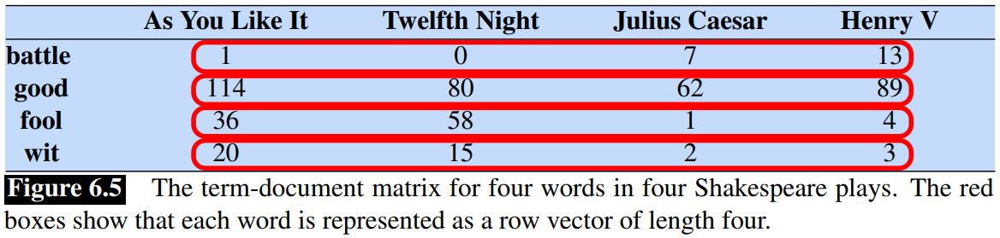 As You Like It Twelfth Night Julius Caesar Henry V
battle 1 0 7 13
good 114 80 62 89
fool 36 58 1 4
wit 20 15 2 3
Figure 6.5 The term-document matrix for four words in four Shakespeare plays. The red
boxes show that each word is represented as a row vector of length four.